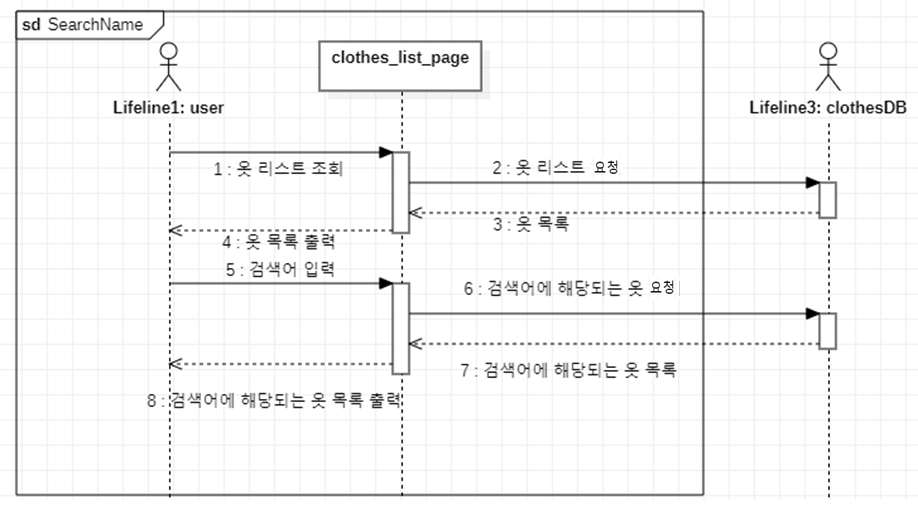 sd SearchName
clothes_list_page
Lifeline1: user
Lifeline3: clothesDB
1 : 옷 리스트 조회
2 : 옷 리스트 요청
3 : 옷 목록
4 : 옷 목록 출력
5 : 검색어 입력
6 : 검색어에 해당되는 옷 요청
7 : 검색어에 해당되는 옷 목록
8 : 검색어에 해당되는 옷 목록 출력